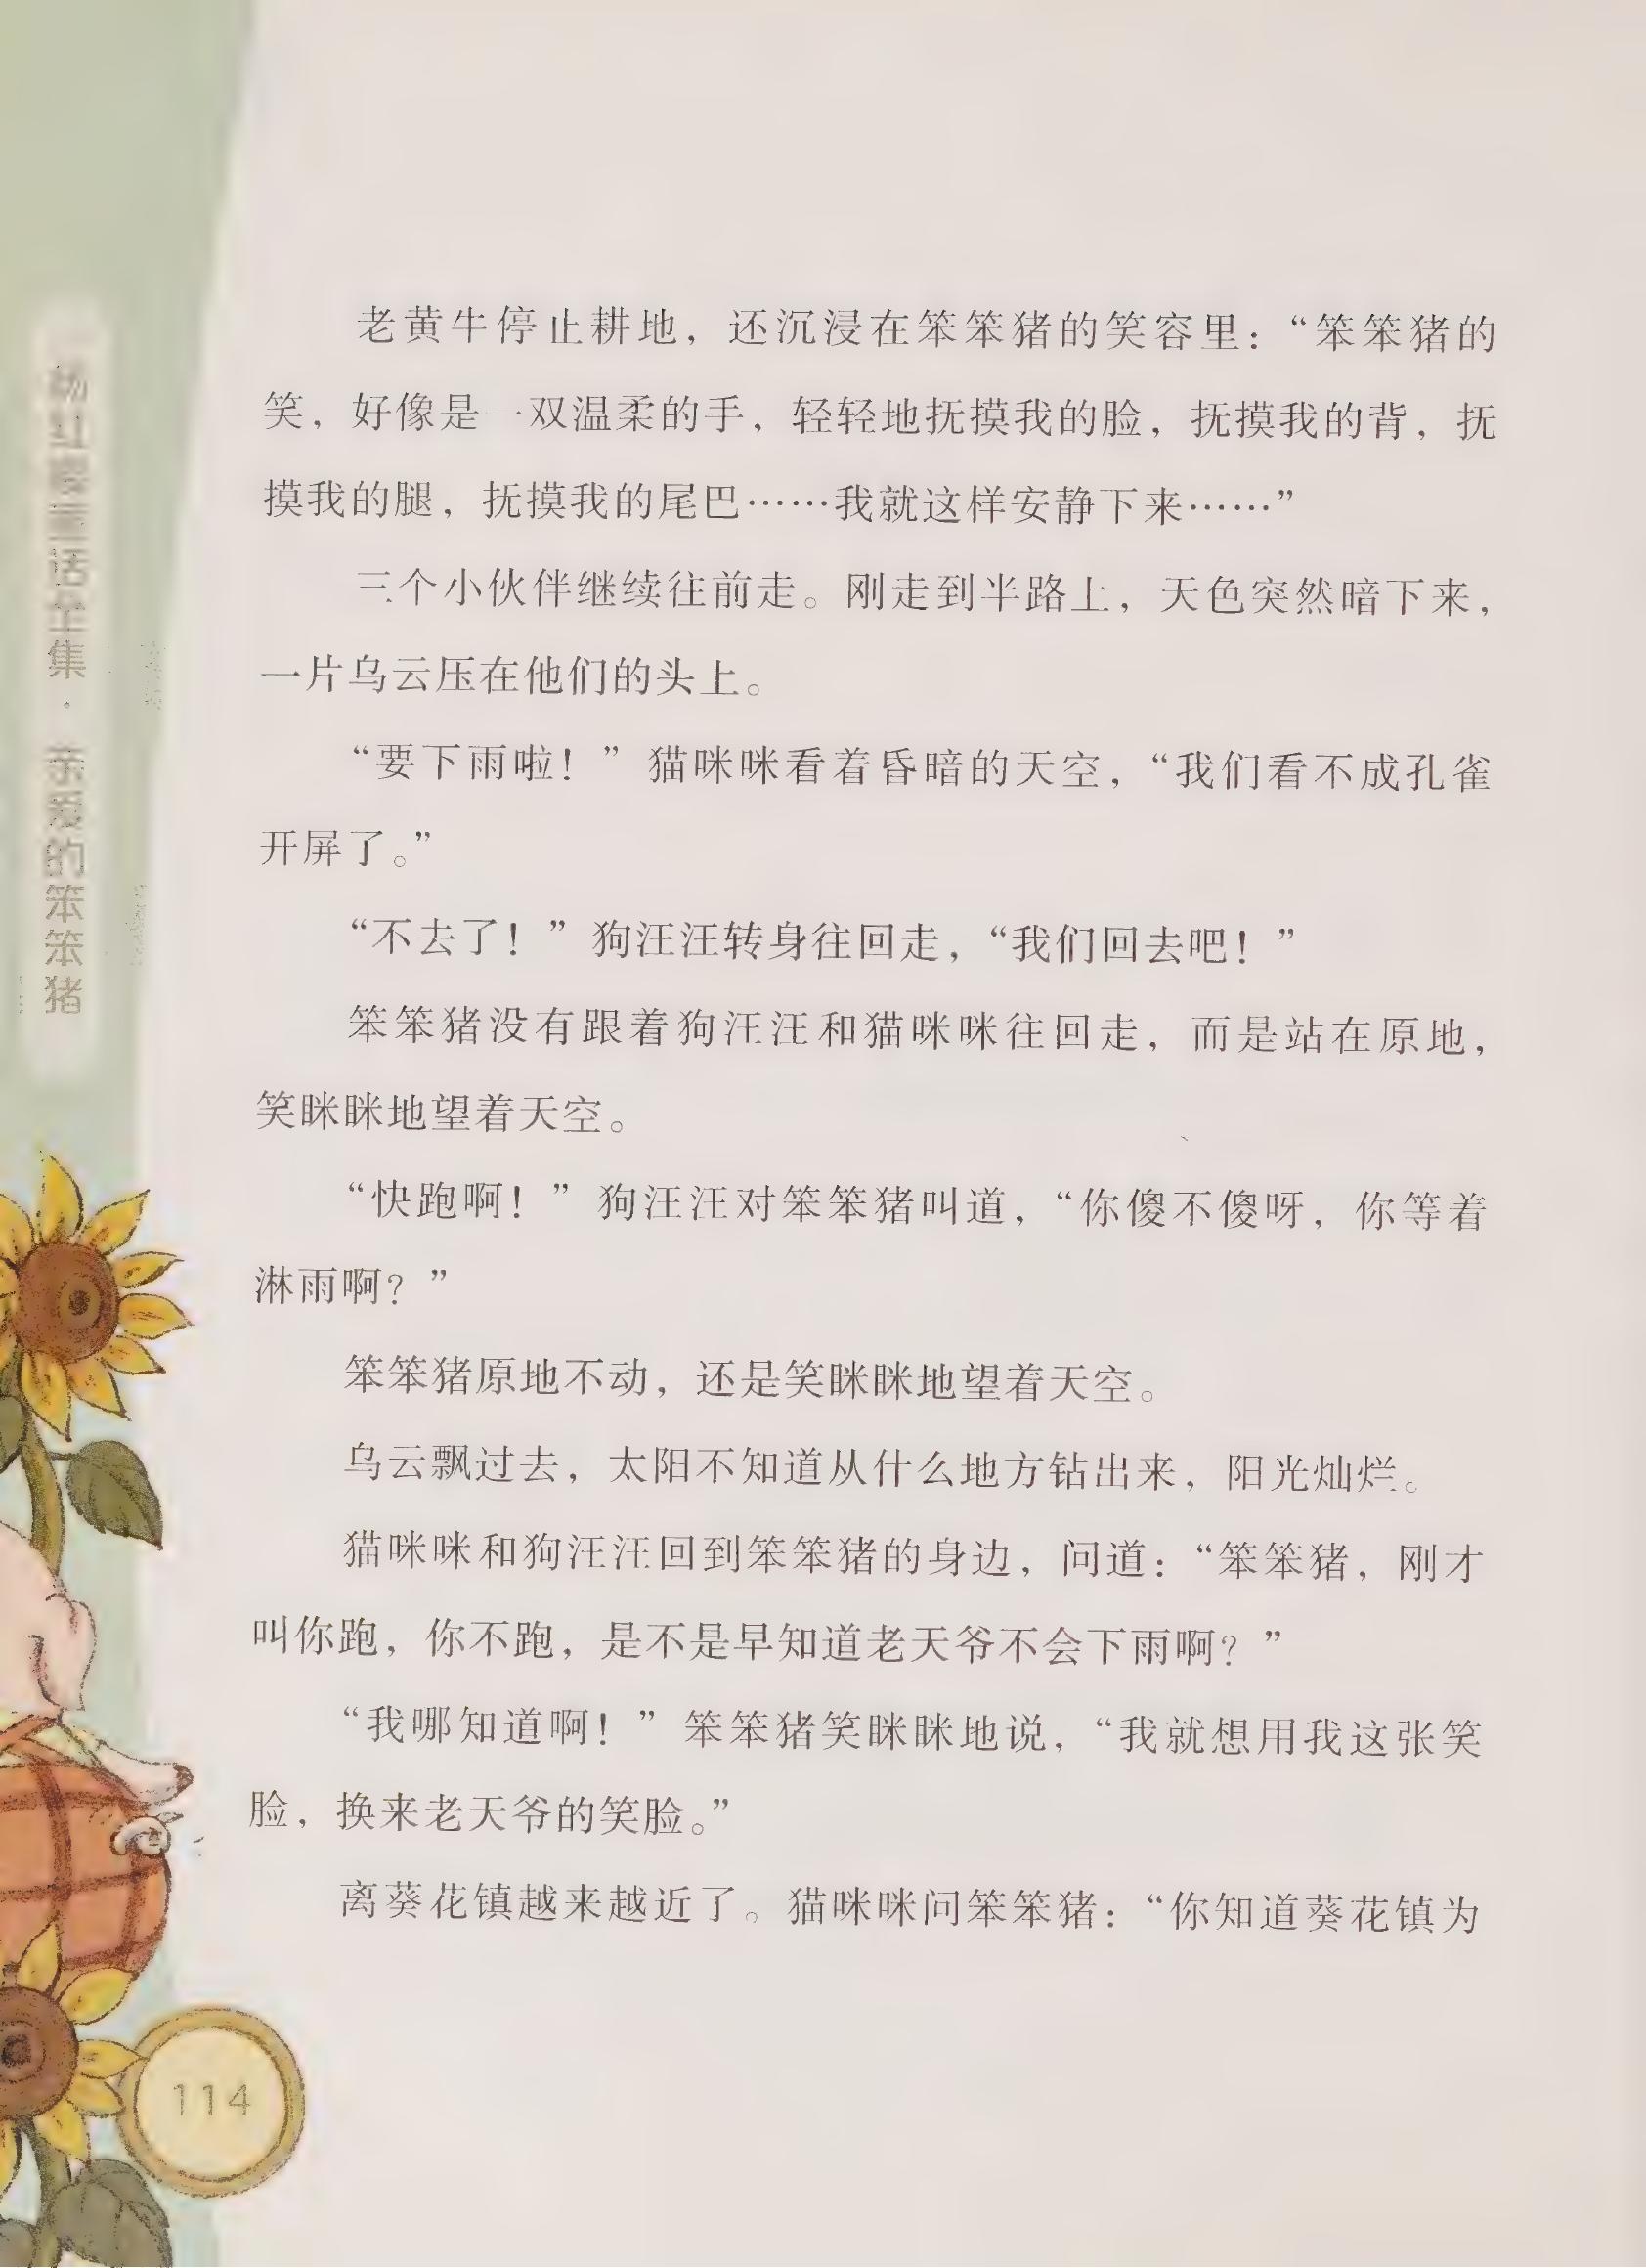 杨红樱童话全集·亲爱的笨笨猪
老黄牛停止耕地，还沉浸在笨笨猪的笑容里：“笨笨猪的
笑，好像是一双温柔的手，轻轻地抚摸我的脸，抚摸我的背，抚
摸我的腿，抚摸我的尾巴……我就这样安静下来……”
三个小伙伴继续往前走。刚走到半路上，天色突然暗下来，
一片乌云压在他们的头上。
“要下雨啦！”猫咪咪看着昏暗的天空，“我们看不成孔雀
开屏了。”
“不去了！”狗汪汪转身往回走，“我们回去吧！”
笨笨猪没有跟着狗汪汪和猫咪咪往回走，而是站在原地，
笑眯眯地望着天空。
“快跑啊！”狗汪汪对笨笨猪叫道，“你傻不傻呀，你等着
淋雨啊？”
笨笨猪原地不动，还是笑眯眯地望着天空。
乌云飘过去，太阳不知道从什么地方钻出来，阳光灿烂。
猫咪咪和狗汪汪回到笨笨猪的身边，问道：“笨笨猪，刚才
叫你跑，你不跑，是不是早知道老天爷不会下雨啊？”
“我哪知道啊！”笨笨猪笑眯眯地说，“我就想用我这张笑
脸，换来老天爷的笑脸。”
离葵花镇越来越近了。猫咪咪问笨笨猪：“你知道葵花镇为
114